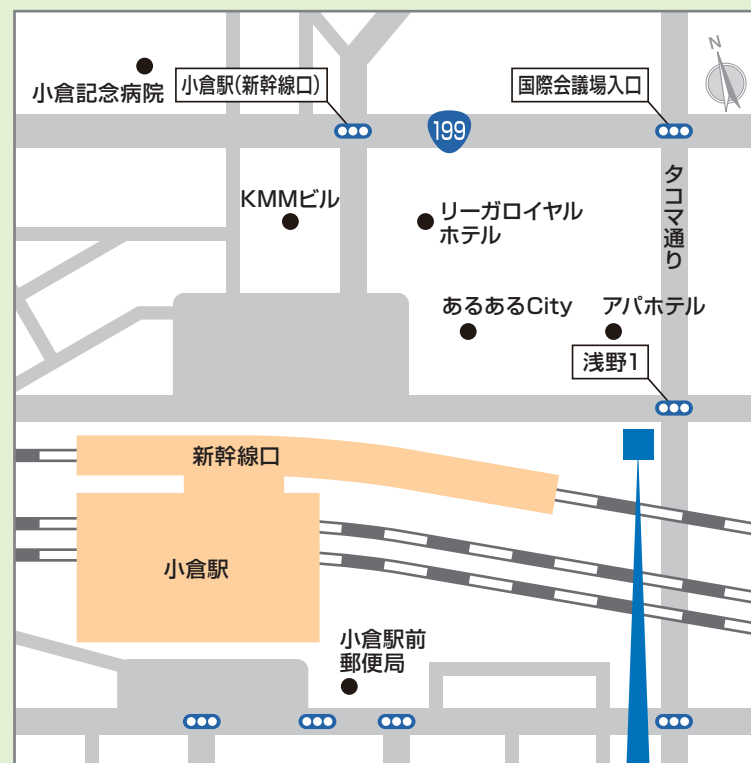 N
小倉記念病院
小倉駅(新幹線口)
国際会議場入口
199
タコマ通り
KMMビル
リーガロイヤル
ホテル
あるあるCity
アパホテル
浅野1
新幹線口
小倉駅
小倉駅前
郵便局